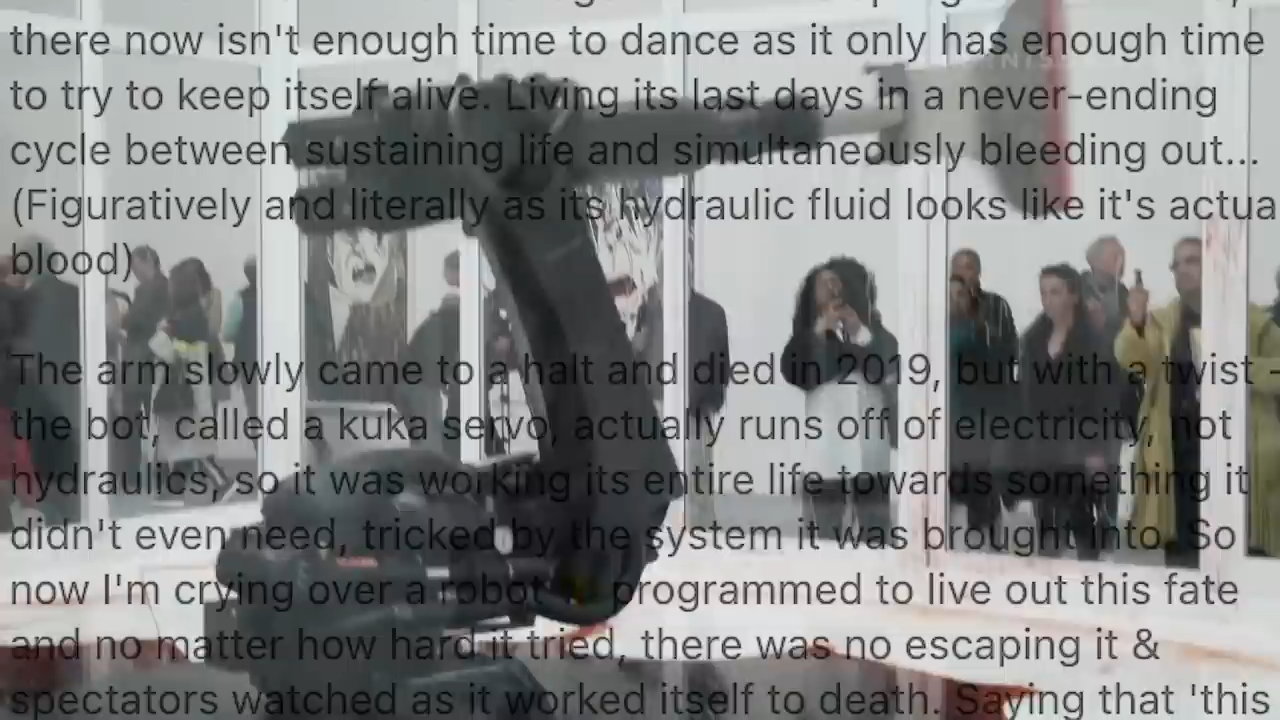 there now isn't enough time to dance as it only has enough time
to try to keep itself alive. Living its last days in a never-ending
cycle between sustaining life and simultaneously bleeding out...
(Figuratively and literally as its hydraulic fluid looks like it's actua
blood)
The arm slowly came to a halt and died in 2019, but with a twist -
the bot, called a kuka servo, actually runs off of electricity, not
hydraulics, so it was working its entire life towards something it
didn't even need, tricked by the system it was brought into. So
now I'm crying over a robot programmed to live out this fate
and no matter how hard it tried, there was no escaping it &
spectators watched as it worked itself to death. Saying that 'this